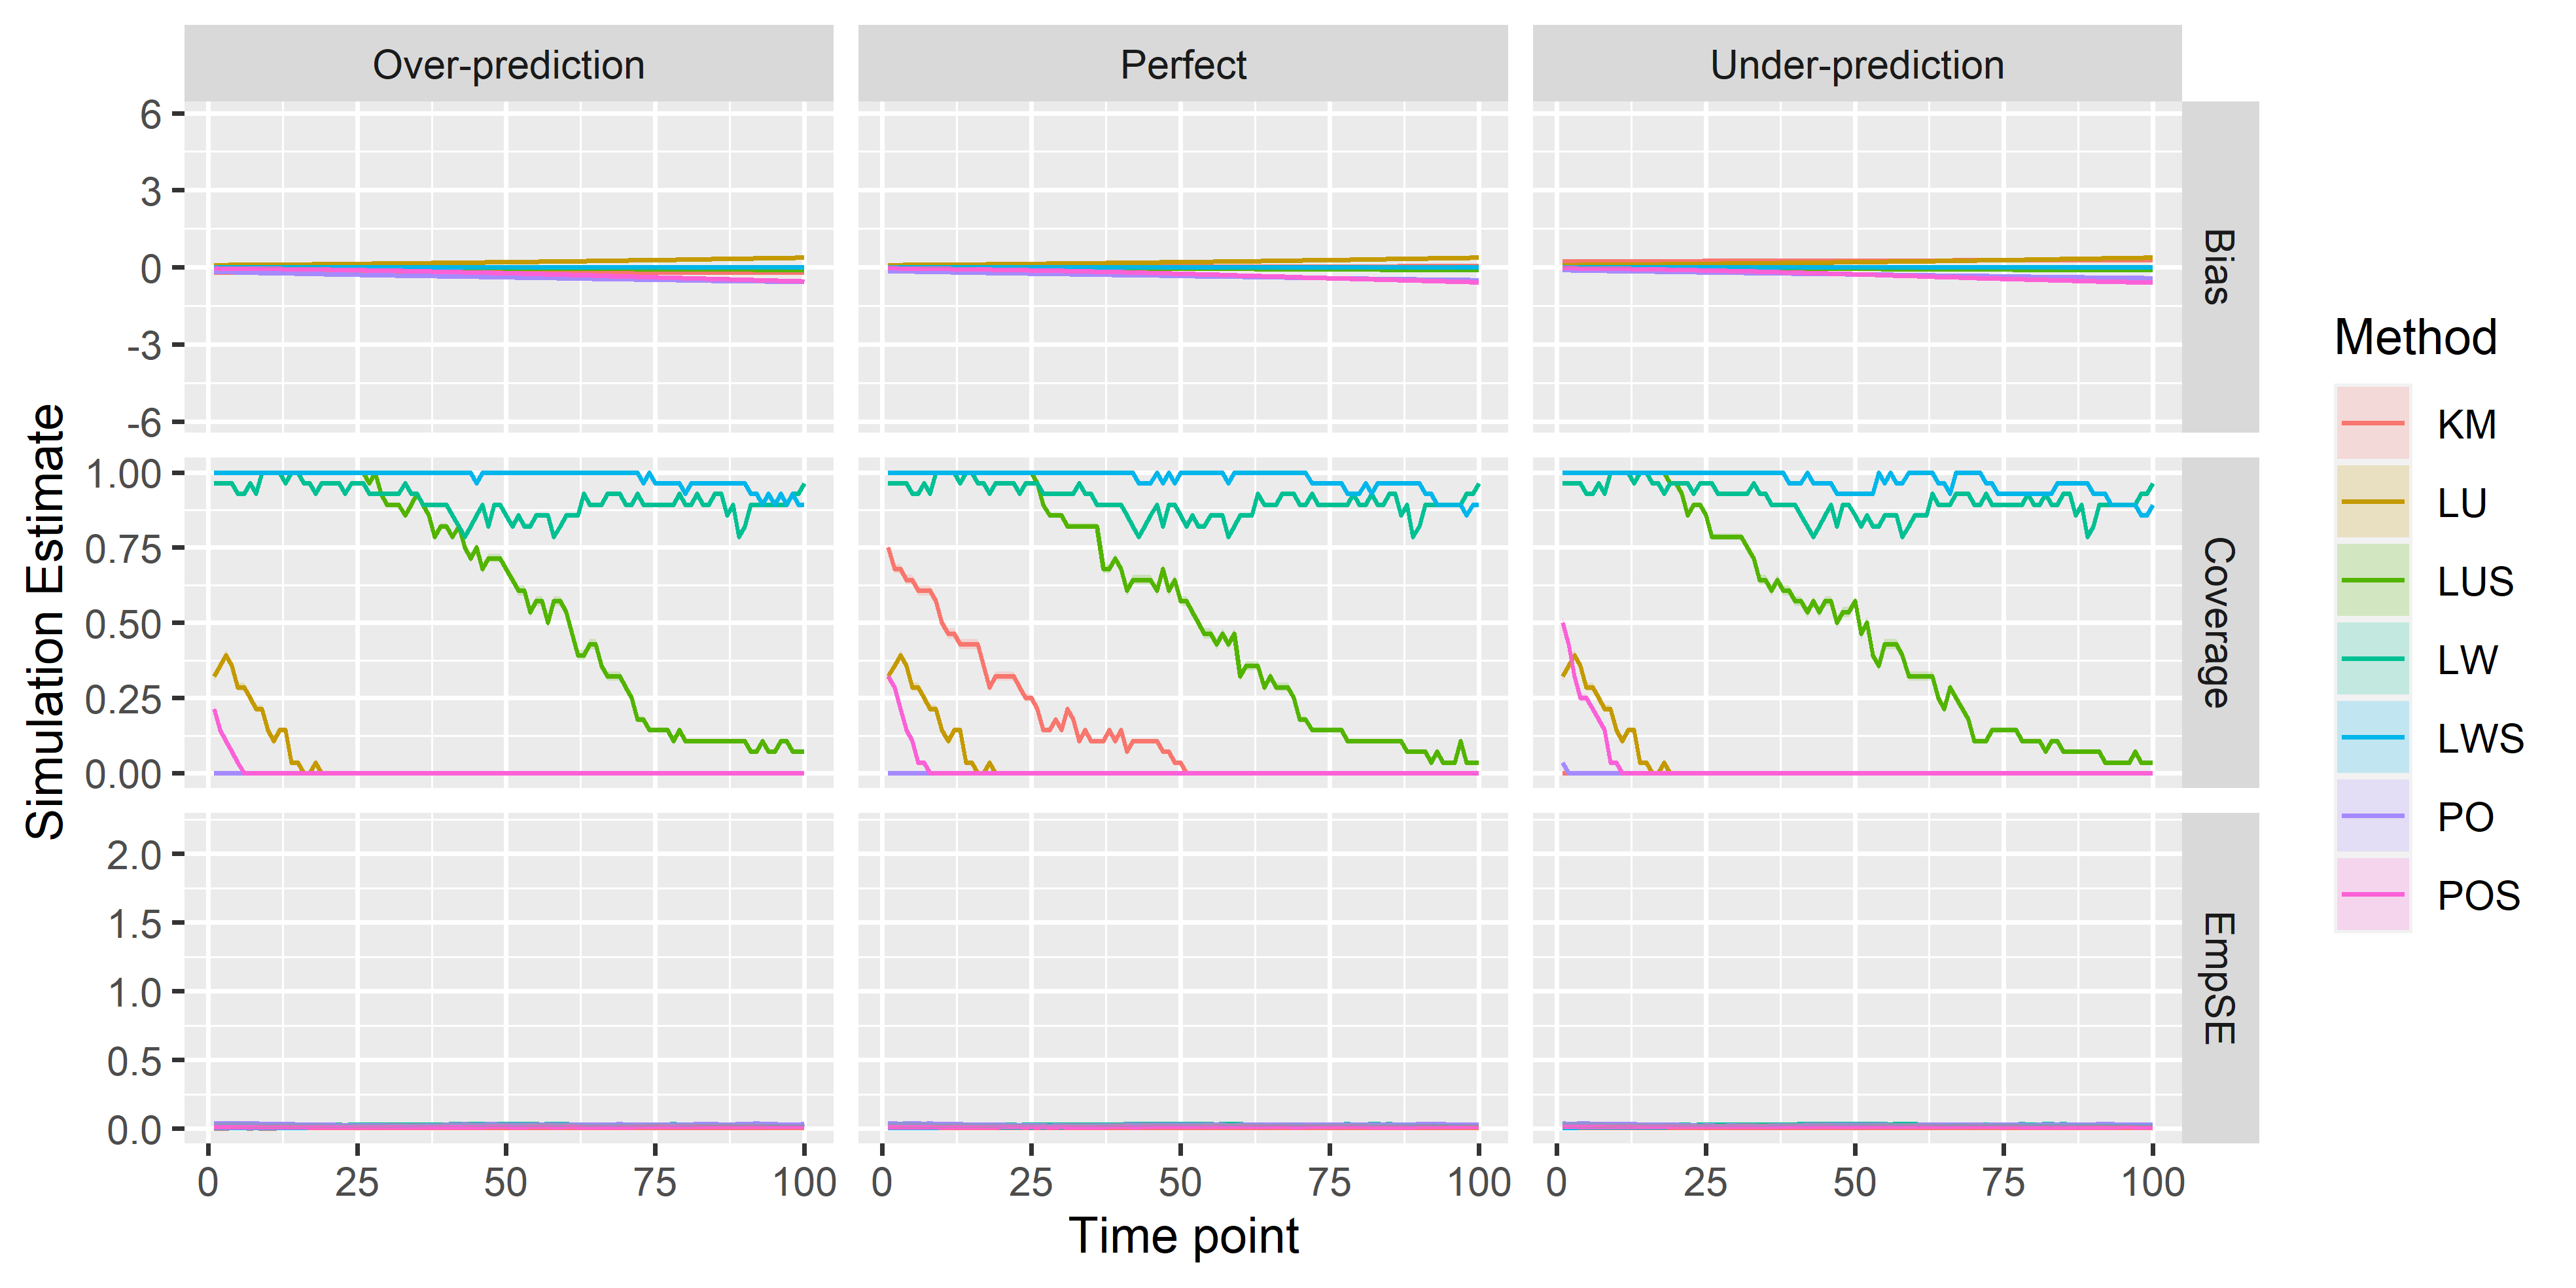 Over-prediction
Perfect
Under-prediction
6
3
0
-3
-6
Bias
1.00
0.75
0.50
0.25
0.00
Coverage
2.0
1.5
1.0
0.5
0.0
EmpSE
Simulation Estimate
0 25 50 75 100
0 25 50 75 100
0 25 50 75 100
Time point
Method
KM
LU
LUS
LW
LWS
PO
POS